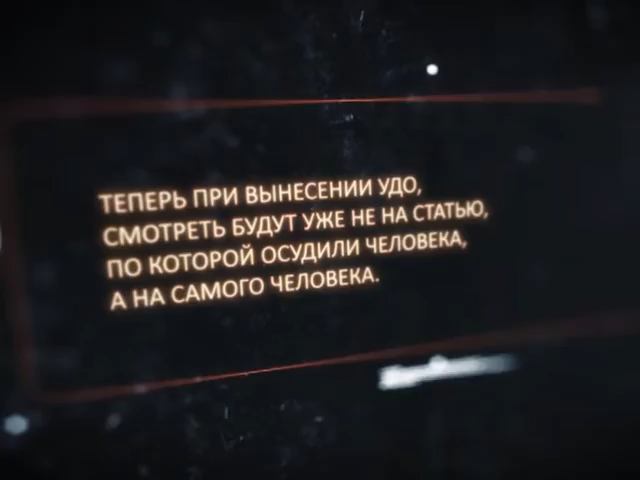 ТЕПЕРЬ ПРИ ВЫНЕСЕНИИ УДО,
СМОТРЕТЬ БУДУТ УЖЕ НЕ НА СТАТЬЮ,
ПО КОТОРОЙ ОСУДИЛИ ЧЕЛОВЕКА,
А НА САМОГО ЧЕЛОВЕКА.